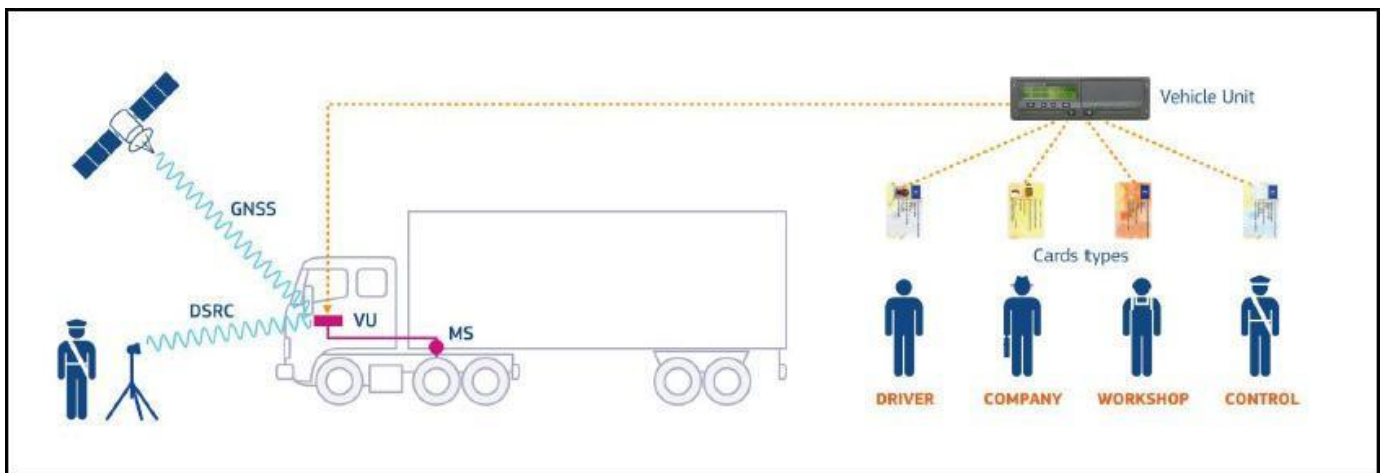 Vehicle Unit
GNSS
Cards types
DSRC
VU
MS
DRIVER
COMPANY
WORKSHOP
CONTROL